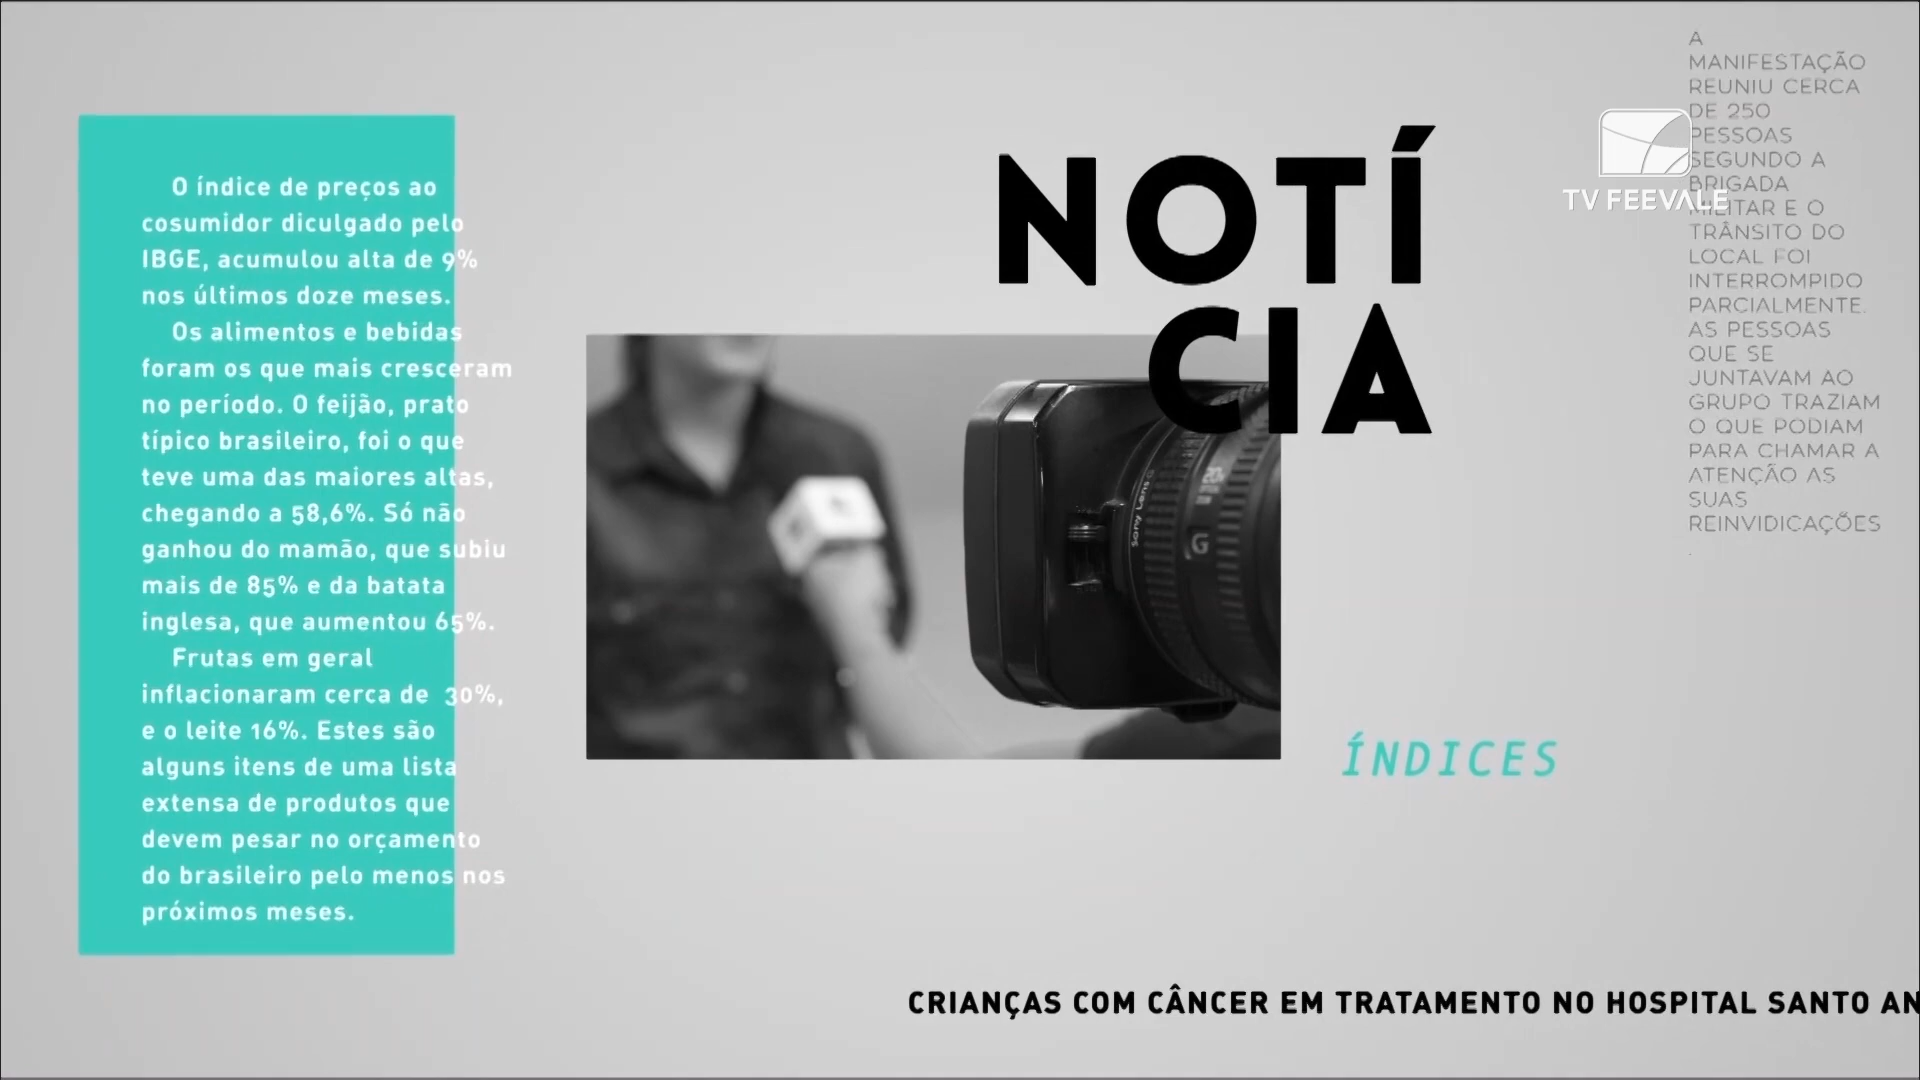 O índice de preços ao
cosumidor diculgado pelo
IBGE, acumulou alta de 9%
nos últimos doze meses.
Os alimentos e bebidas
foram os que mais cresceram
no período. O feijão, prato
típico brasileiro, foi o que
teve uma das maiores altas,
chegando a 58,6%. Só não
ganhou do mamão, que subiu
mais de 85% e da batata
inglesa, que aumentou 65%.
Frutas em geral
inflacionaram cerca de 30%,
e o leite 16%. Estes são
alguns itens de uma lista
extensa de produtos que
devem pesar no orçamento
do brasileiro pelo menos nos
próximos meses.
NOTÍ
CIA
Sony Lens G
G
ÍNDICES
A
MANIFESTAÇÃO
REUNIU CERCA
DE 250
PESSOAS
SEGUNDO A
BRIGADA
MILITAR E O
TRÂNSITO DO
LOCAL FOI
INTERROMPIDO
PARCIALMENTE.
AS PESSOAS
QUE SE
JUNTAVAM AO
GRUPO TRAZIAM
O QUE PODIAM
PARA CHAMAR A
ATENÇÃO AS
SUAS
REINVIDICAÇÕES
.
TV FEEVALE
CRIANÇAS COM CÂNCER EM TRATAMENTO NO HOSPITAL SANTO AN